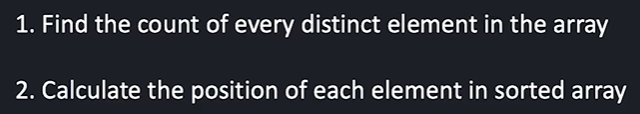 1. Find the count of every distinct element in the array
2. Calculate the position of each element in sorted array